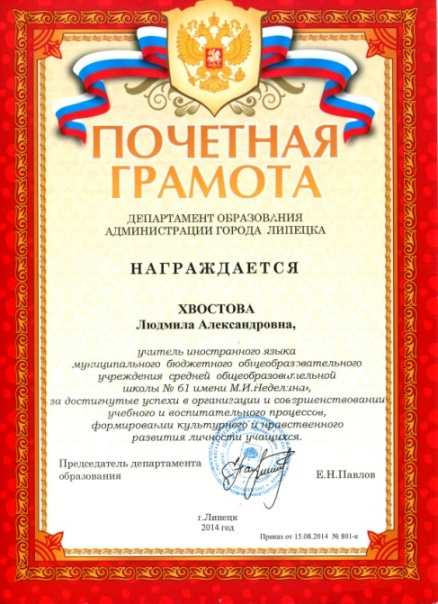 ПОЧЕТНАЯ
ГРАМОТА
ДЕПАРТАМЕНТ ОБРАЗОВАНИЯ
АДМИНИСТРАЦИИ ГОРОДА ЛИПЕЦКА
НАГРАЖДАЕТСЯ
ХВОСТОВА
Людмила Александровна,
учитель иностранного языка
муниципального бюджетного общеобразовательного
учреждения средней общеобразовательной
школы № 61 имени М.И.Неделина,
за достигнутые успехи в организации и совершенствовании
учебного и воспитательного процессов,
формировании культурного и нравственного
развития личности учащихся.
Председатель департамента
образования
Е.Н.Павлов
г.Липецк
2014 год
Приказ от 15.08.2014 № 801-к